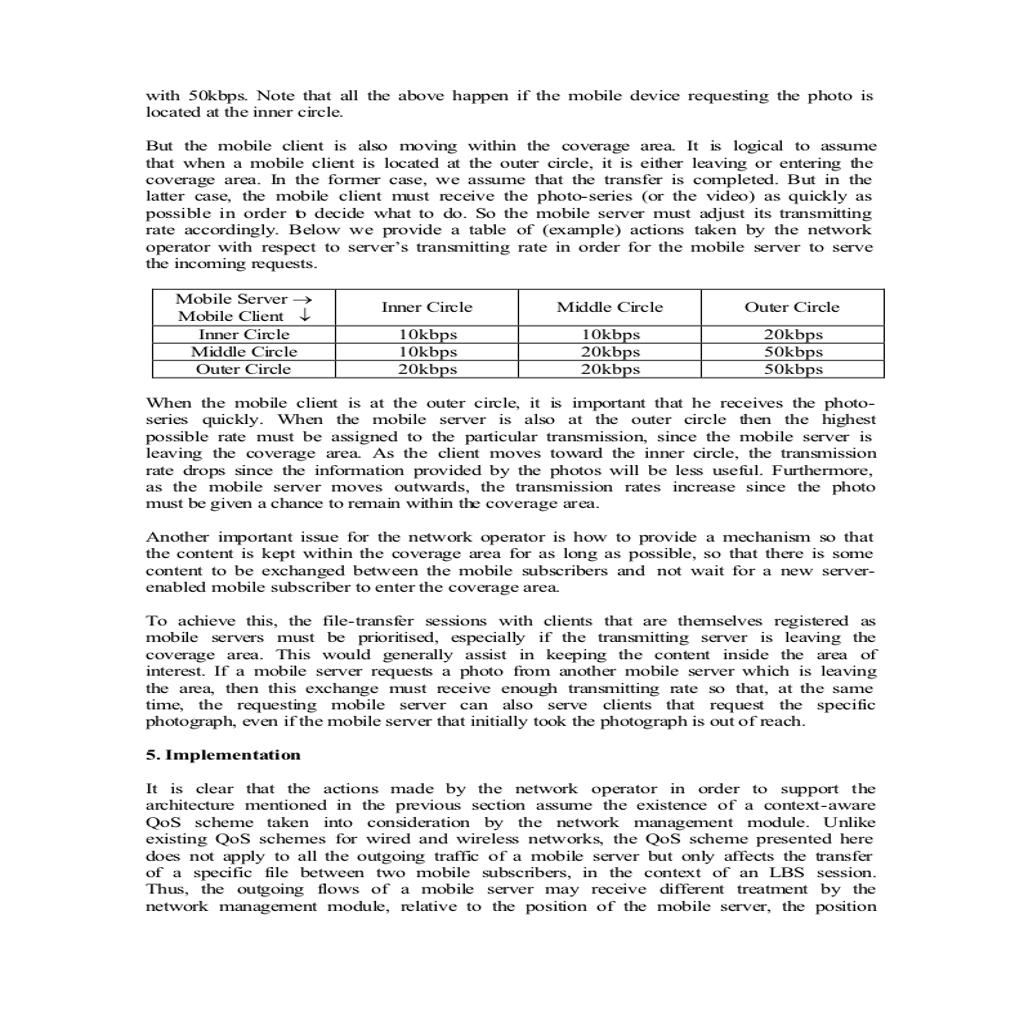 with 50kbps. Note that all the above happen if the mobile device requesting the photo is
located at the inner circle.
But the mobile client is also moving within the coverage area. It is logical to assume
that when a mobile client is located at the outer circle, it is either leaving or entering the
coverage area. In the former case, we assume that the transfer is completed. But in the
latter case, the mobile client must receive the photo-series (or the video) as quickly as
possible in order to decide what to do. So the mobile server must adjust its transmitting
rate accordingly. Below we provide a table of (example) actions taken by the network
operator with respect to server's transmitting rate in order for the mobile server to serve
the incoming requests.
Mobile Server →
Mobile Client ↓
Inner Circle Middle Circle Outer Circle
Inner Circle 10kbps 10kbps 20kbps
Middle Circle 10kbps 20kbps 50kbps
Outer Circle 20kbps 20kbps 50kbps
When the mobile client is at the outer circle, it is important that he receives the photo-
series quickly. When the mobile server is also at the outer circle then the highest
possible rate must be assigned to the particular transmission, since the mobile server is
leaving the coverage area. As the client moves toward the inner circle, the transmission
rate drops since the information provided by the photos will be less useful. Furthermore,
as the mobile server moves outwards, the transmission rates increase since the photo
must be given a chance to remain within the coverage area.
Another important issue for the network operator is how to provide a mechanism so that
the content is kept within the coverage area for as long as possible, so that there is some
content to be exchanged between the mobile subscribers and not wait for a new server-
enabled mobile subscriber to enter the coverage area.
To achieve this, the file-transfer sessions with clients that are themselves registered as
mobile servers must be prioritised, especially if the transmitting server is leaving the
coverage area. This would generally assist in keeping the content inside the area of
interest. If a mobile server requests a photo from another mobile server which is leaving
the area, then this exchange must receive enough transmitting rate so that, at the same
time, the requesting mobile server can also serve clients that request the specific
photograph, even if the mobile server that initially took the photograph is out of reach.
5. Implementation
It is clear that the actions made by the network operator in order to support the
architecture mentioned in the previous section assume the existence of a context-aware
QoS scheme taken into consideration by the network management module. Unlike
existing QoS schemes for wired and wireless networks, the QoS scheme presented here
does not apply to all the outgoing traffic of a mobile server but only affects the transfer
of a specific file between two mobile subscribers, in the context of an LBS session.
Thus, the outgoing flows of a mobile server may receive different treatment by the
network management module, relative to the position of the mobile server, the position